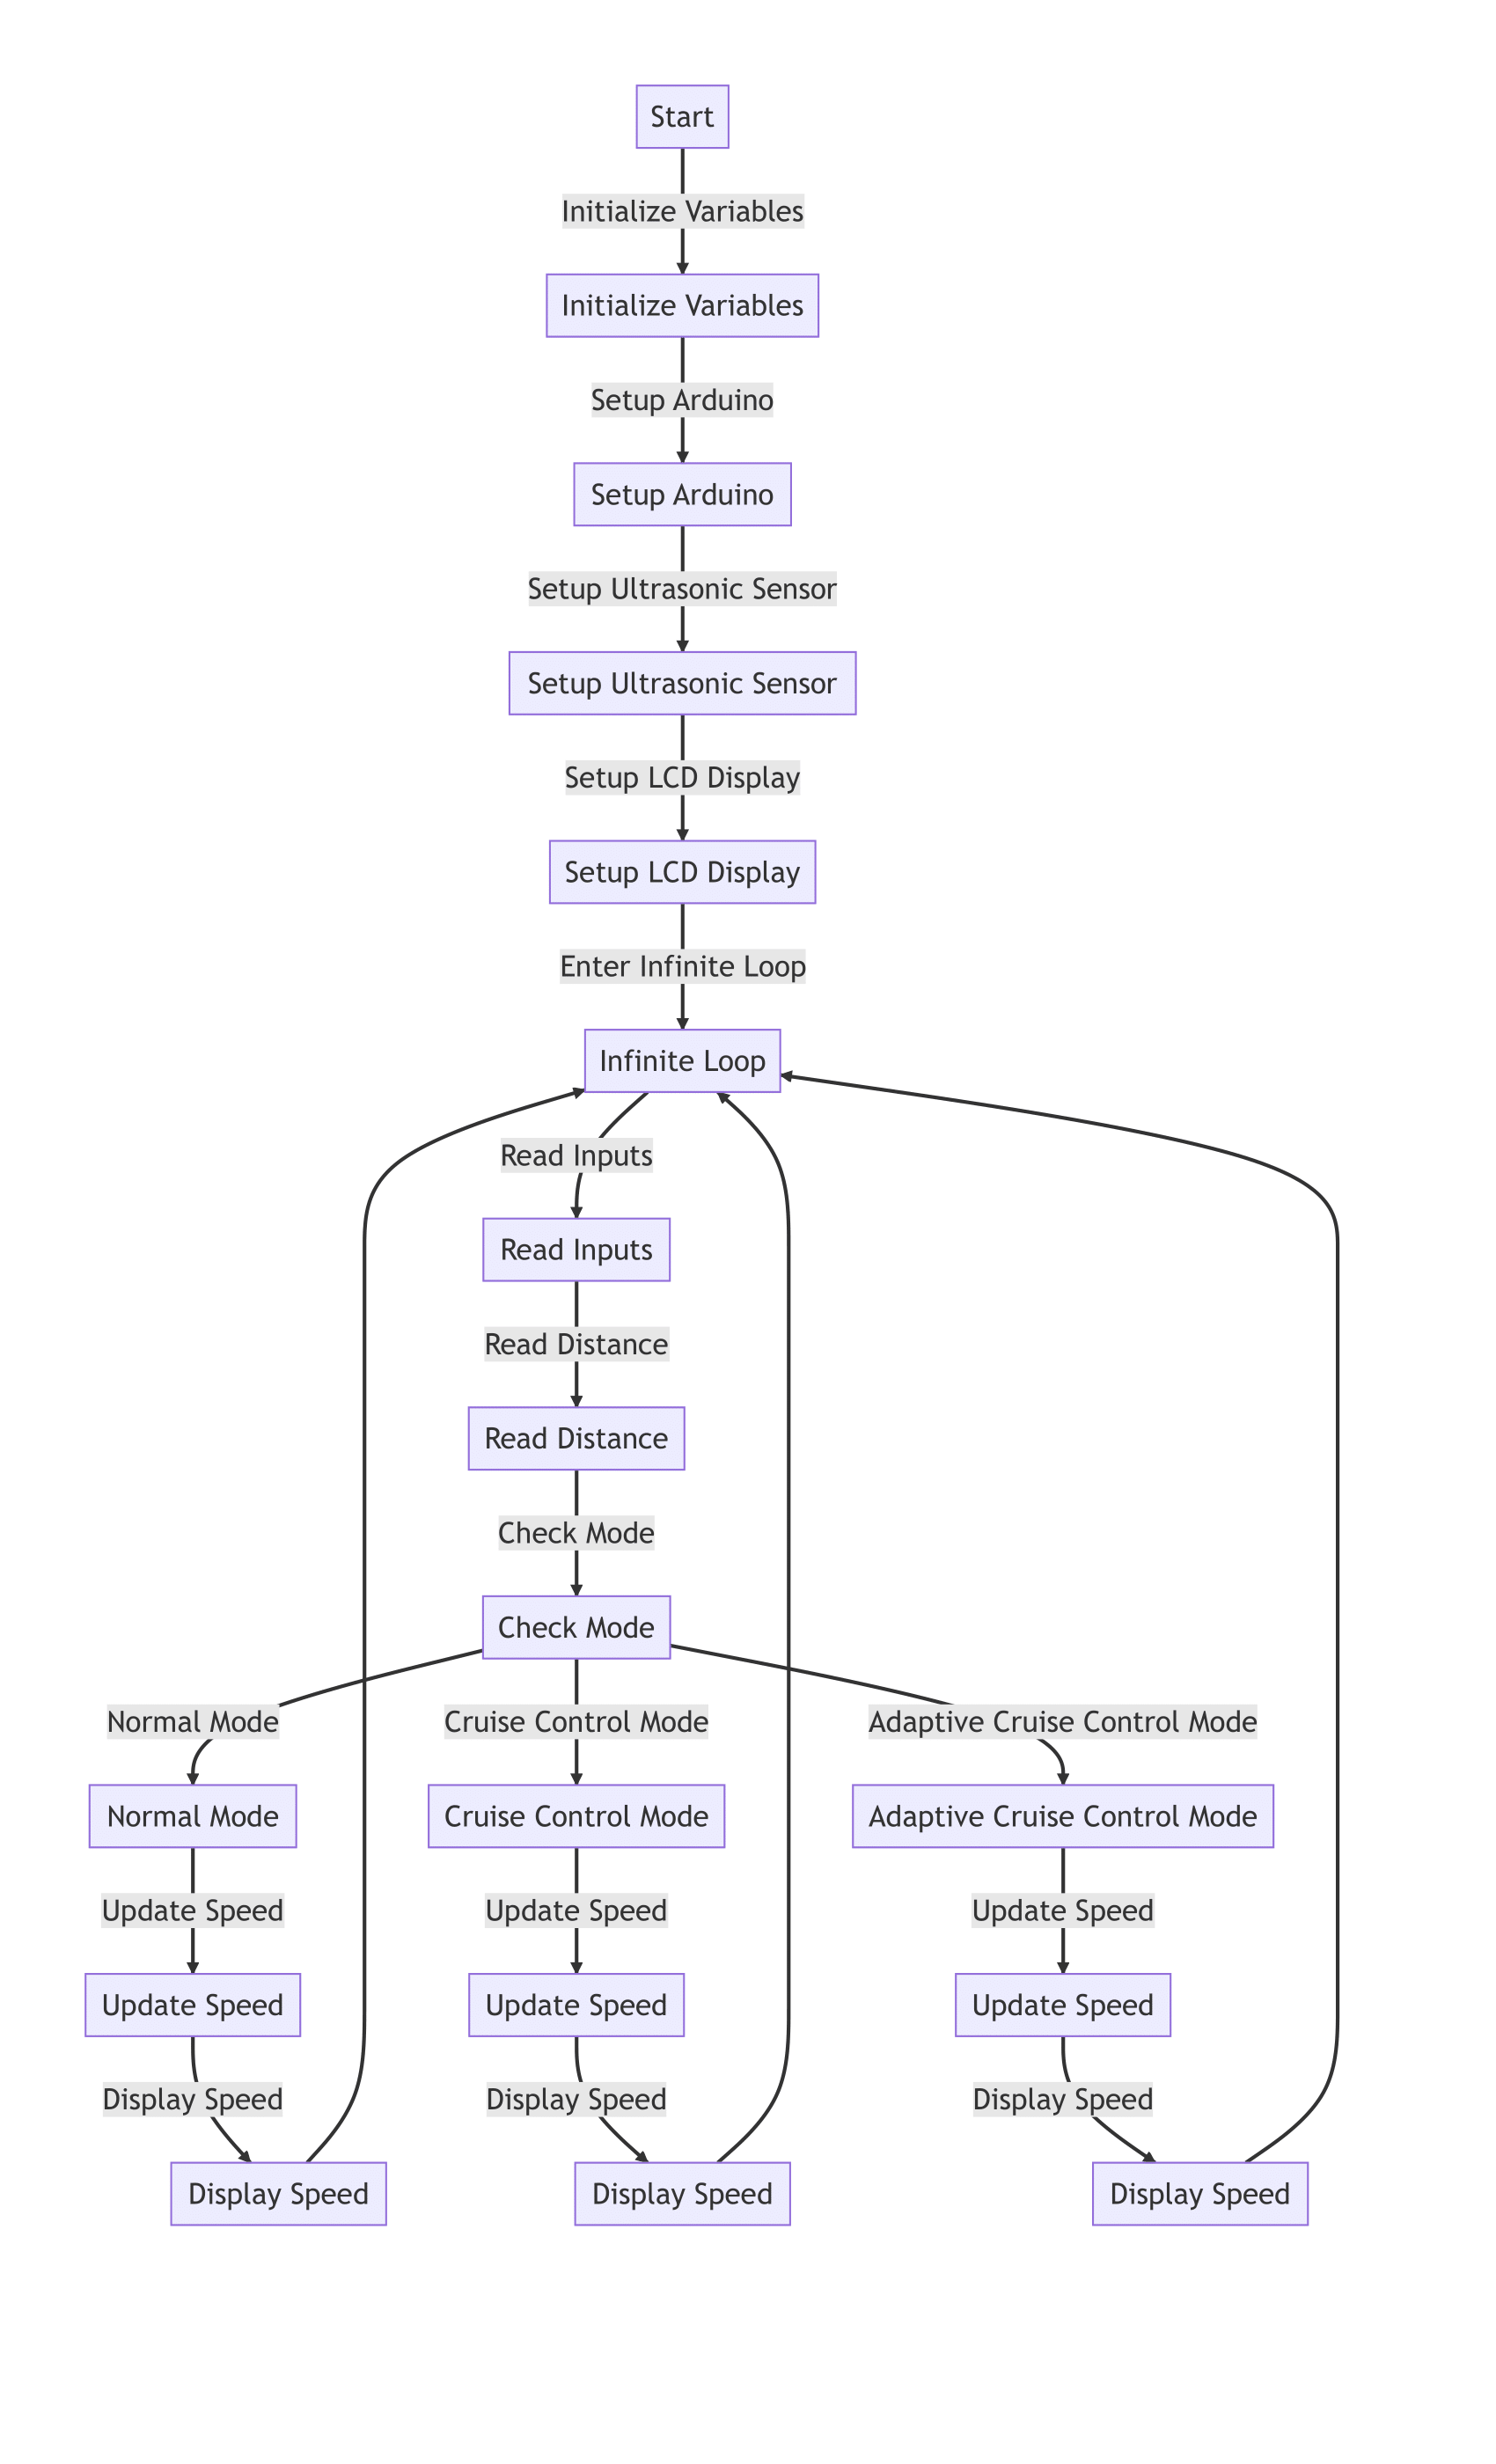 Start
Initialize Variables
Initialize Variables
Setup Arduino
Setup Arduino
Setup Ultrasonic Sensor
Setup Ultrasonic Sensor
Setup LCD Display
Setup LCD Display
Enter Infinite Loop
Infinite Loop
Read Inputs
Read Inputs
Read Distance
Read Distance
Check Mode
Check Mode
Normal Mode
Cruise Control Mode
Adaptive Cruise Control Mode
Normal Mode
Cruise Control Mode
Adaptive Cruise Control Mode
Update Speed
Update Speed
Update Speed
Update Speed
Update Speed
Update Speed
Display Speed
Display Speed
Display Speed
Display Speed
Display Speed
Display Speed